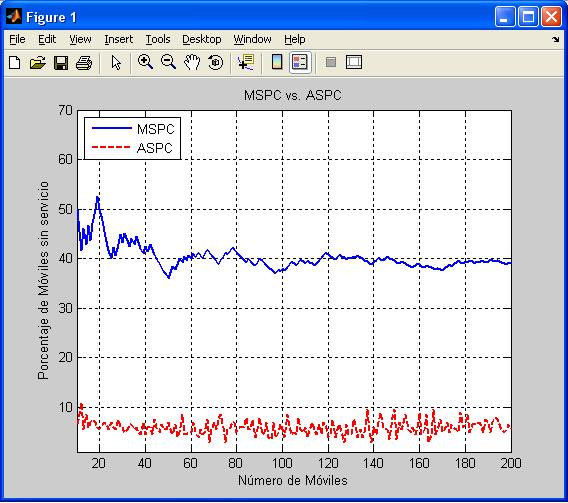 Figure 1
File Edit View Insert Tools Desktop Window Help
MSPC vs. ASPC
MSPC
ASPC
70
60
50
40
30
20
10
Porcentaje de Móviles sin servicio
20 40 60 80 100 120 140 160 180 200
Número de Móviles